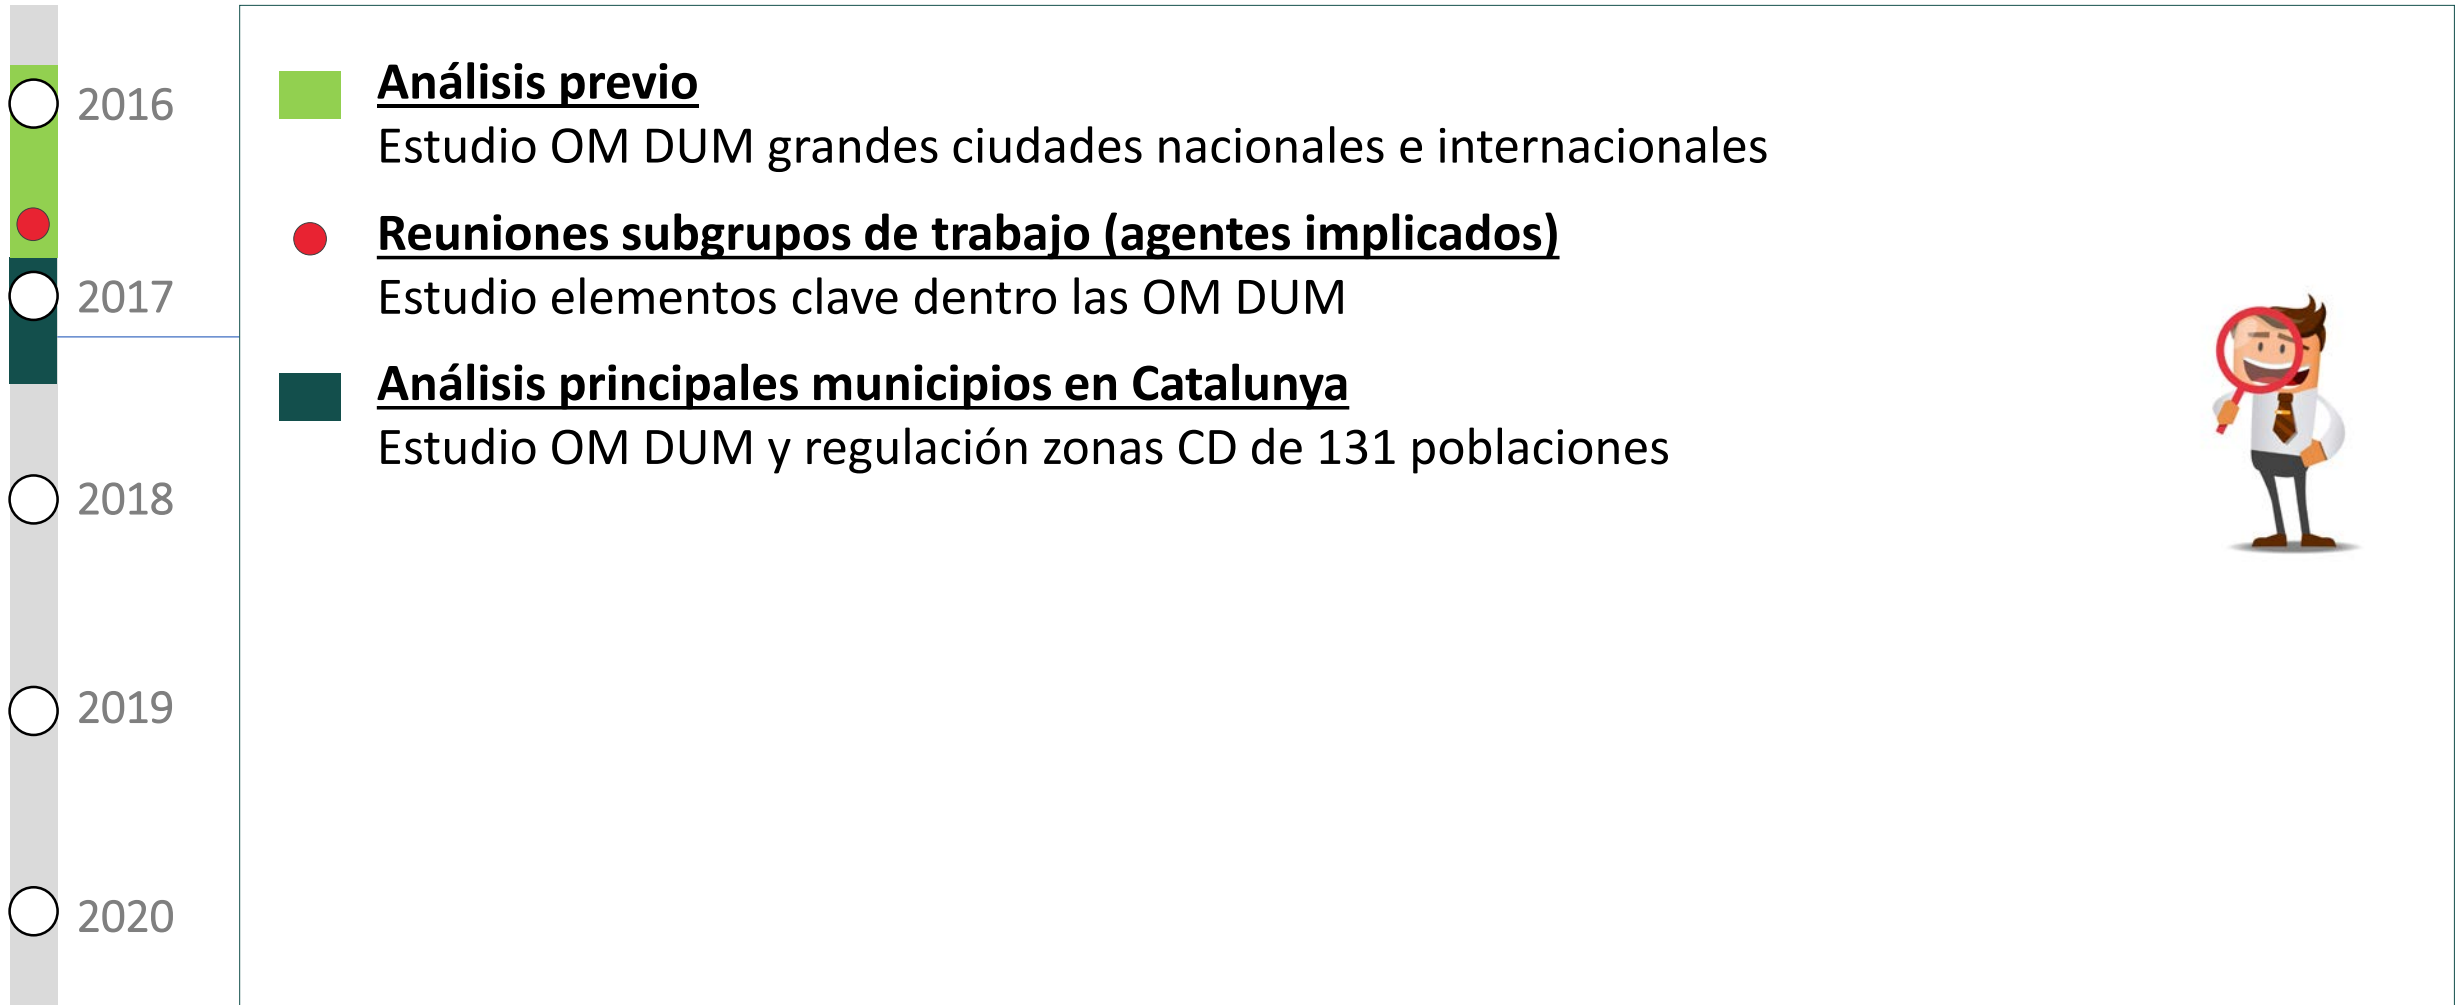 2016
2017
2018
2019
2020
Análisis previo
Estudio OM DUM grandes ciudades nacionales e internacionales
Reuniones subgrupos de trabajo (agentes implicados)
Estudio elementos clave dentro las OM DUM
Análisis principales municipios en Catalunya
Estudio OM DUM y regulación zonas CD de 131 poblaciones